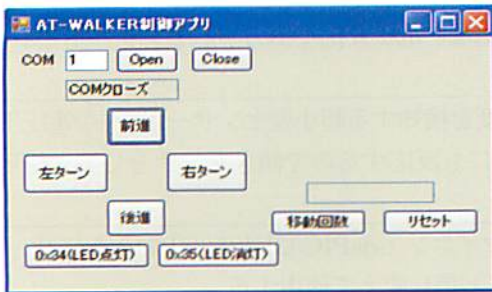 AT-WALKER制御アプリ
COM 1 Open Close
COMクローズ
前進
左ターン 右ターン
後進 移動回数 リセット
0x34(LED点灯) 0x35(LED消灯)